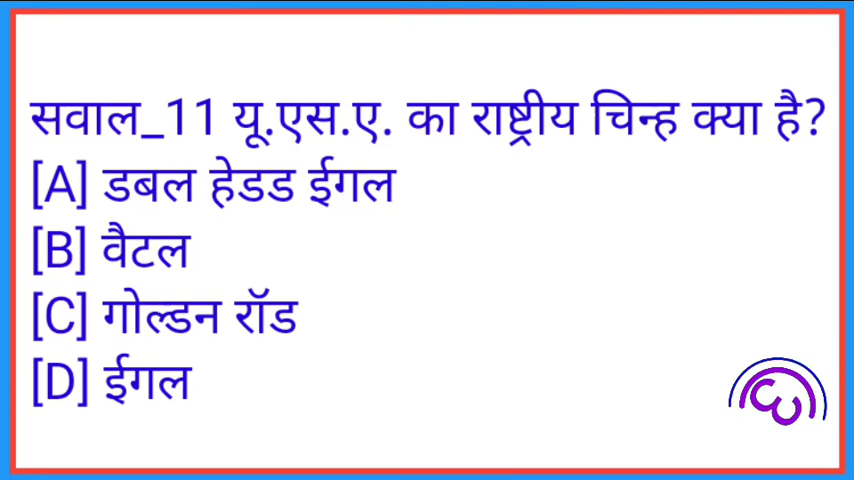 सवाल_11 यू.एस.ए. का राष्ट्रीय चिन्ह क्या है?
[A] डबल हेडड ईगल
[B] वैटल
[C] गोल्डन रॉड
[D] ईगल